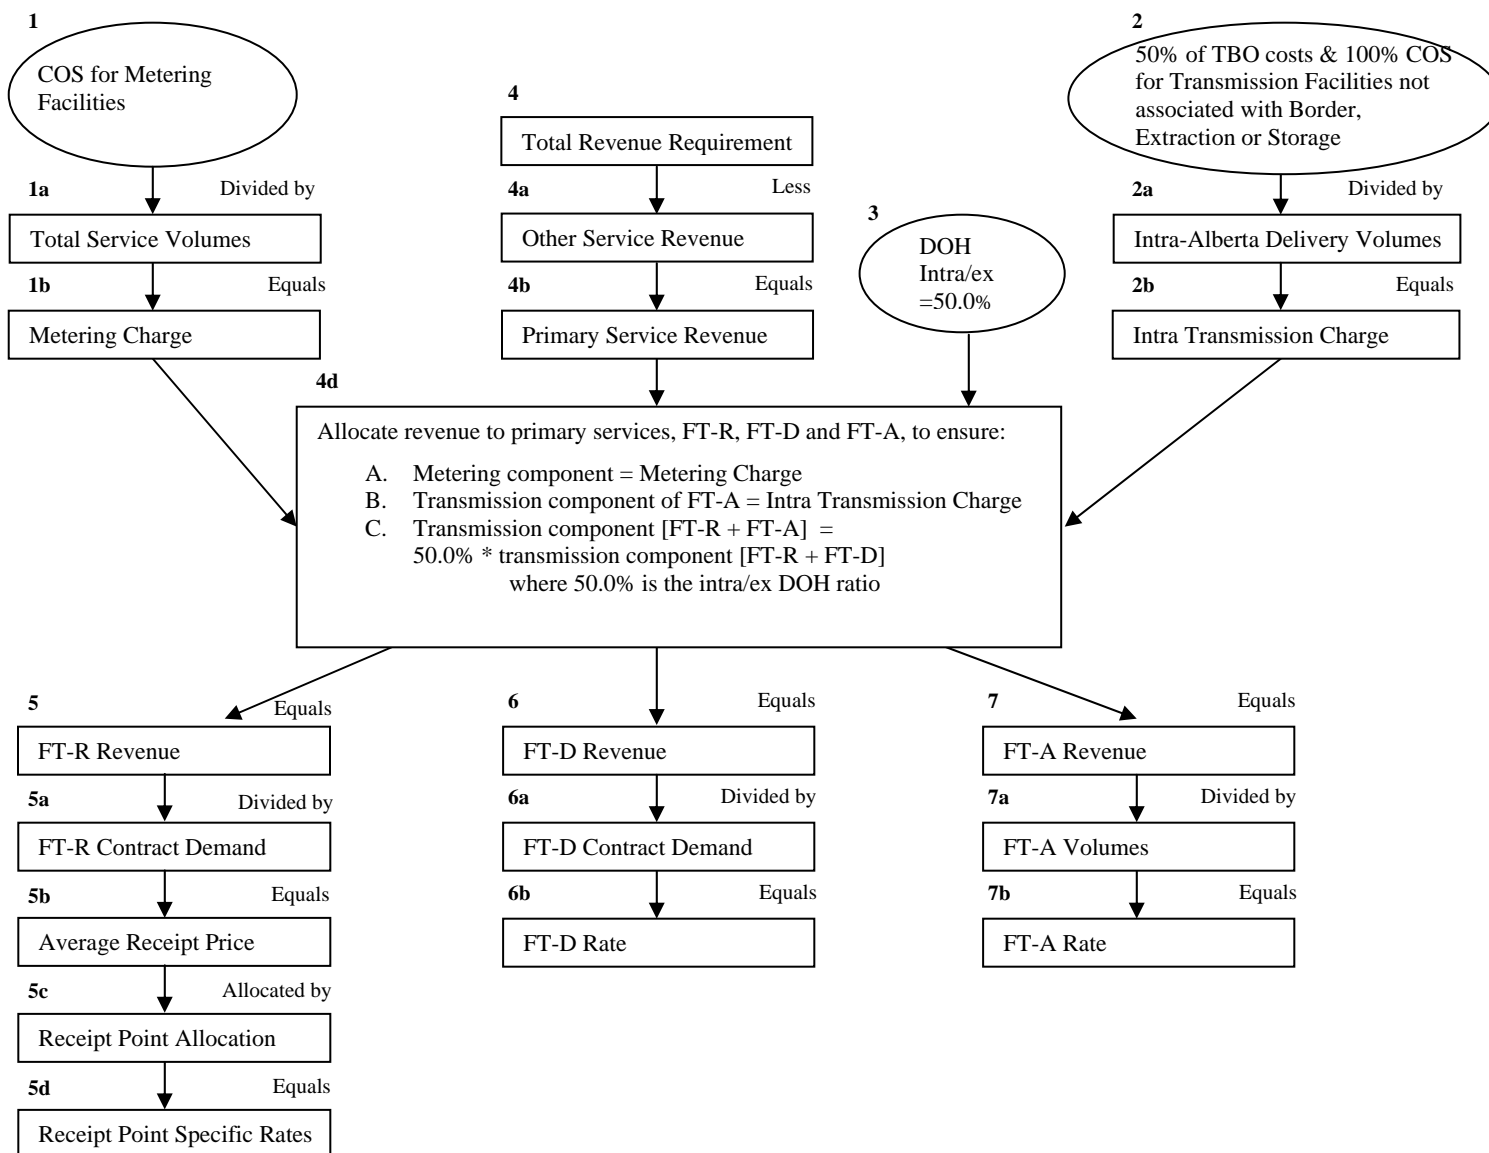 1
COS for Metering
Facilities
1a
Divided by
Total Service Volumes
1b
Equals
Metering Charge
4
Total Revenue Requirement
4a
Less
Other Service Revenue
4b
Equals
Primary Service Revenue
3
DOH
Intra/ex
=50.0%
2
50% of TBO costs & 100% COS
for Transmission Facilities not
associated with Border,
Extraction or Storage
2a
Divided by
Intra-Alberta Delivery Volumes
2b
Equals
Intra Transmission Charge
4d
Allocate revenue to primary services, FT-R, FT-D and FT-A, to ensure:
A. Metering component = Metering Charge
B. Transmission component of FT-A = Intra Transmission Charge
C. Transmission component [FT-R + FT-A] =
50.0% * transmission component [FT-R + FT-D]
where 50.0% is the intra/ex DOH ratio
5
Equals
FT-R Revenue
5a
Divided by
FT-R Contract Demand
5b
Equals
Average Receipt Price
5c
Allocated by
Receipt Point Allocation
5d
Equals
Receipt Point Specific Rates
6
Equals
FT-D Revenue
6a
Divided by
FT-D Contract Demand
6b
Equals
FT-D Rate
7
Equals
FT-A Revenue
7a
Divided by
FT-A Volumes
7b
Equals
FT-A Rate